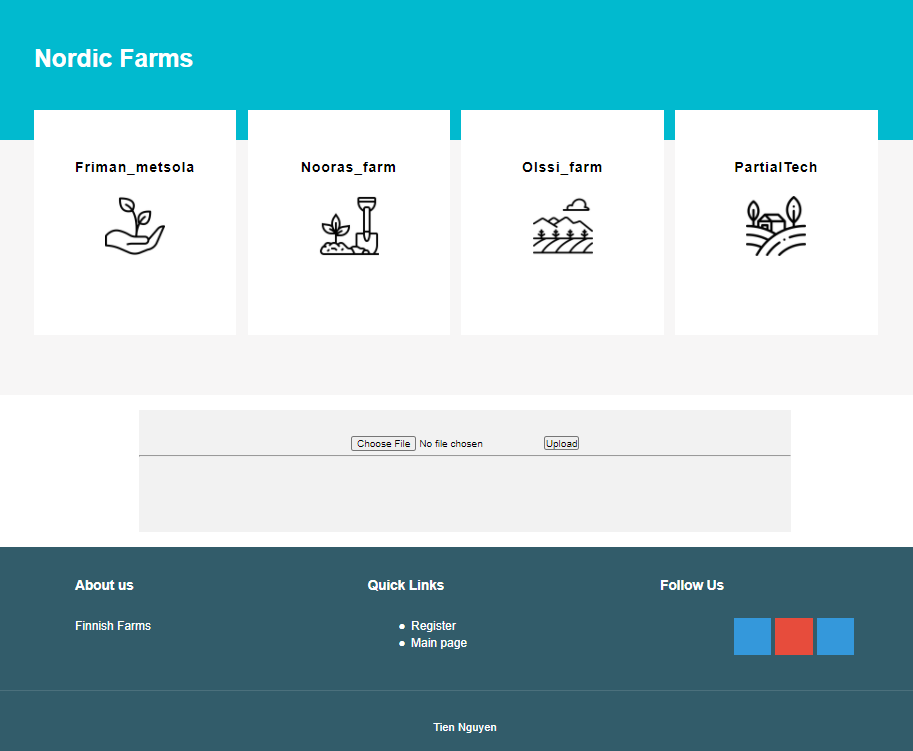 Nordic Farms
Friman_metsola
Nooras_farm
Olssi_farm
PartialTech
Choose File No file chosen Upload
About us
Finnish Farms
Quick Links
Register
Main page
Follow Us
Tien Nguyen